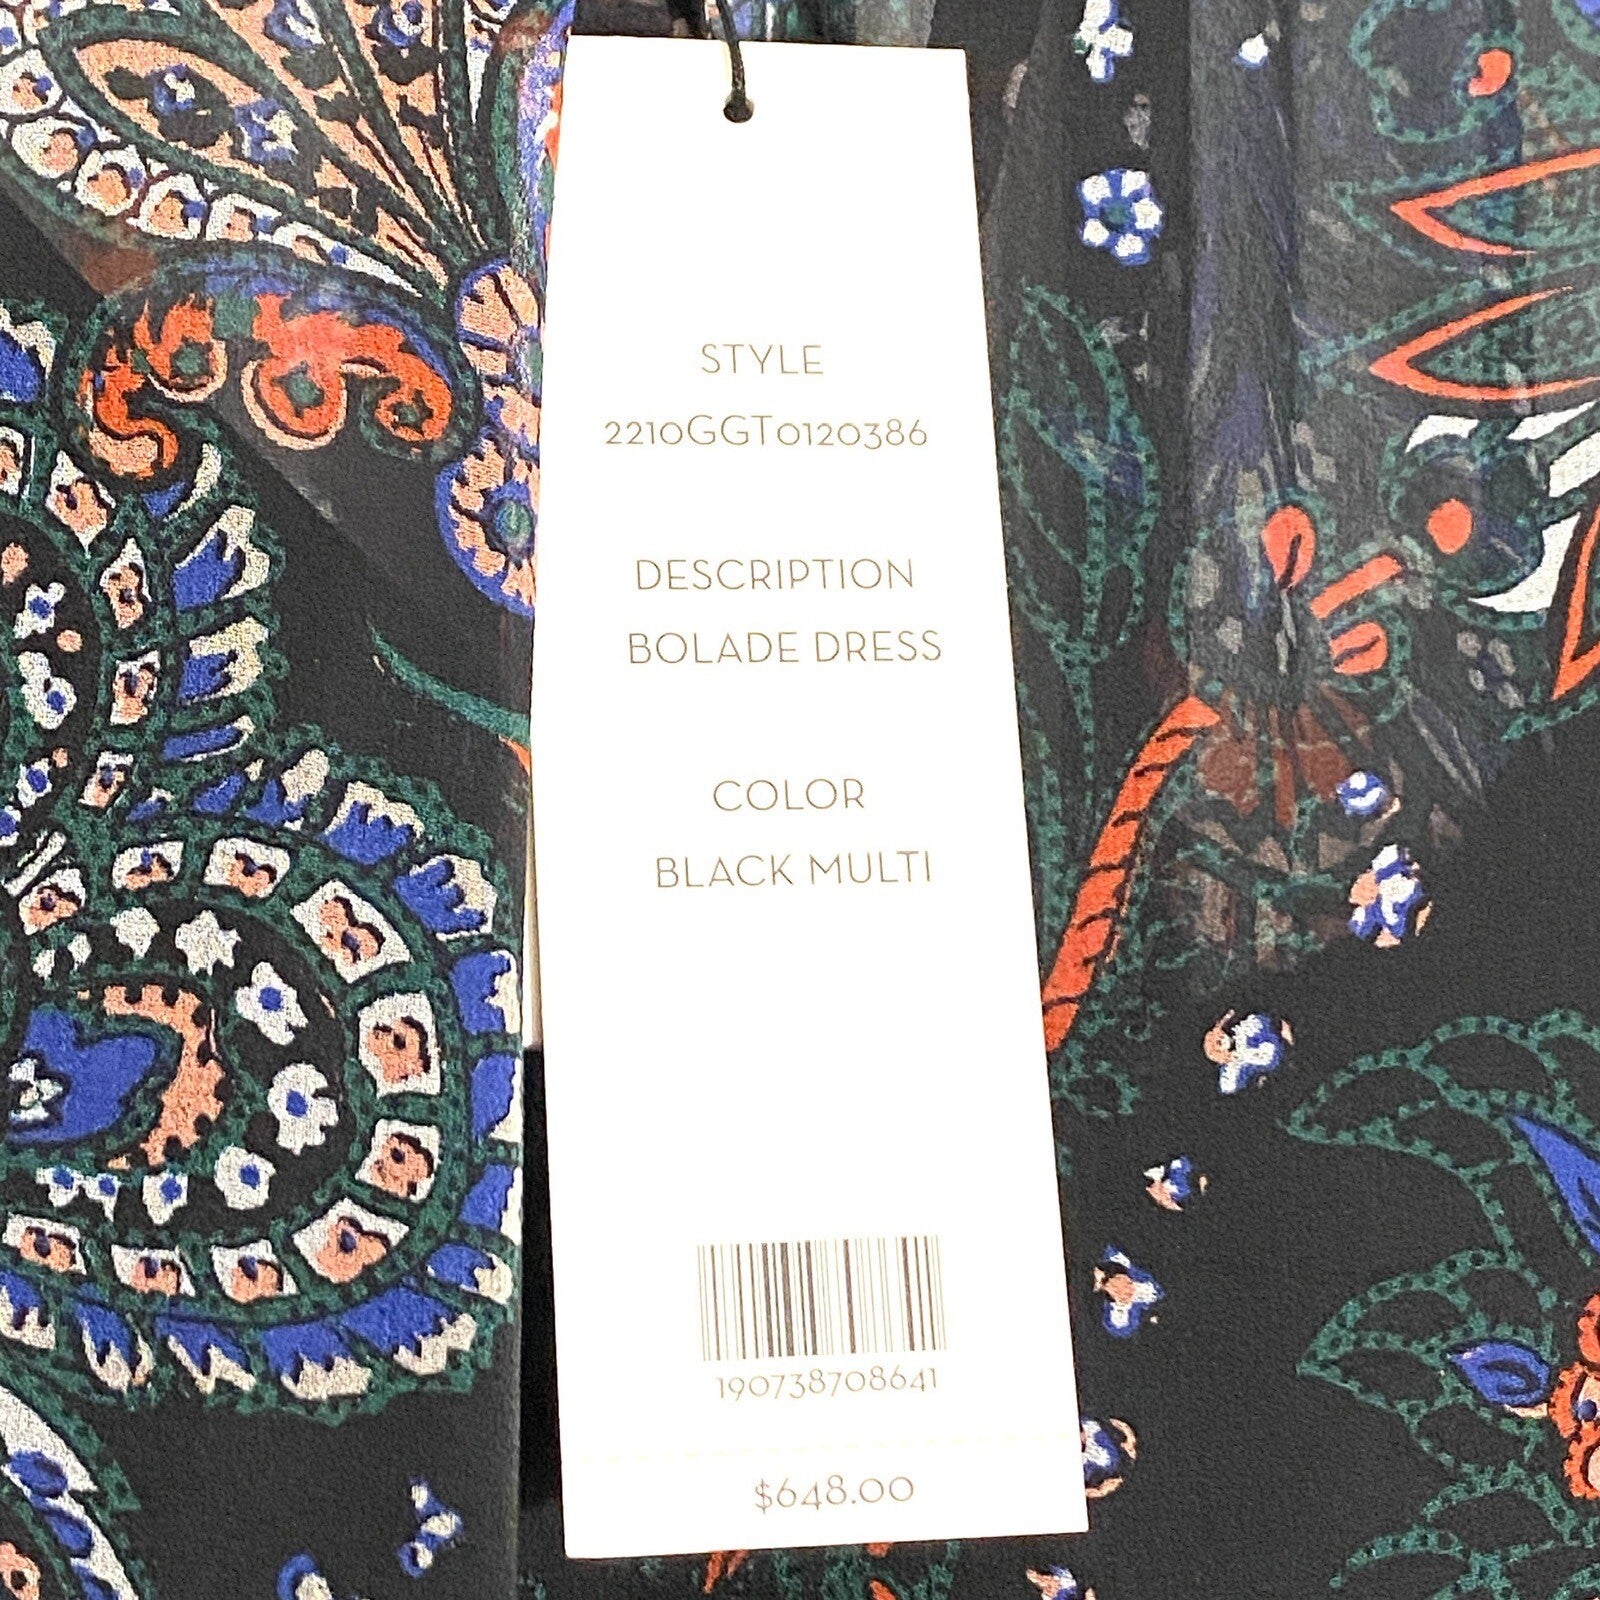 STYLE
2210GGT0120386
DESCRIPTION
BOLADE DRESS
COLOR
BLACK MULTI
190738708641
$648.00